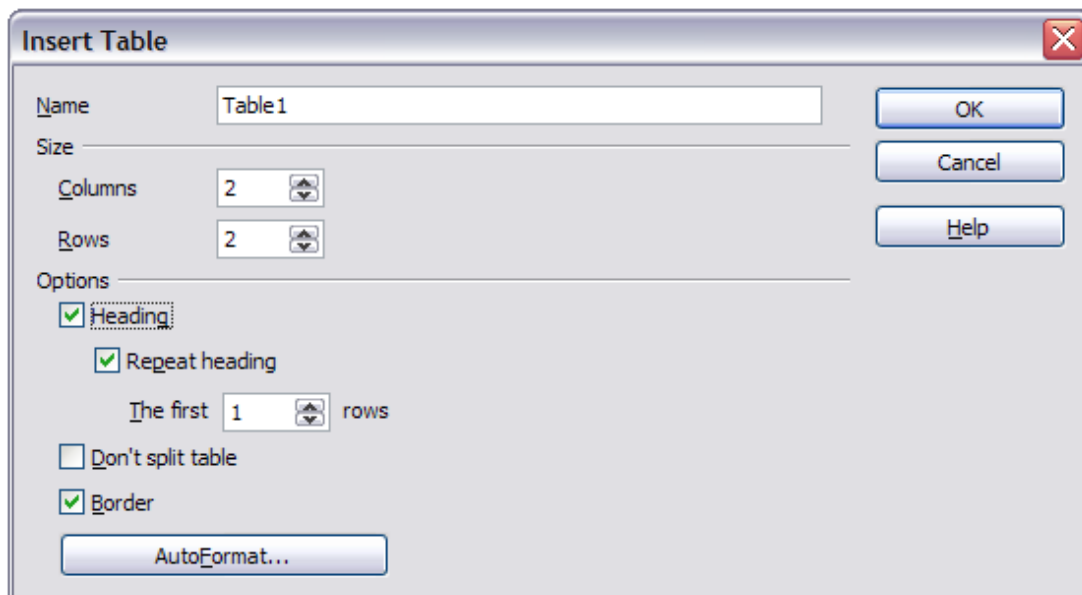 Insert Table
Name Table1 OK
Size Cancel
Columns 2
Rows 2 Help
Options
Heading
Repeat heading
The first 1 rows
Don't split table
Border
AutoFormat...